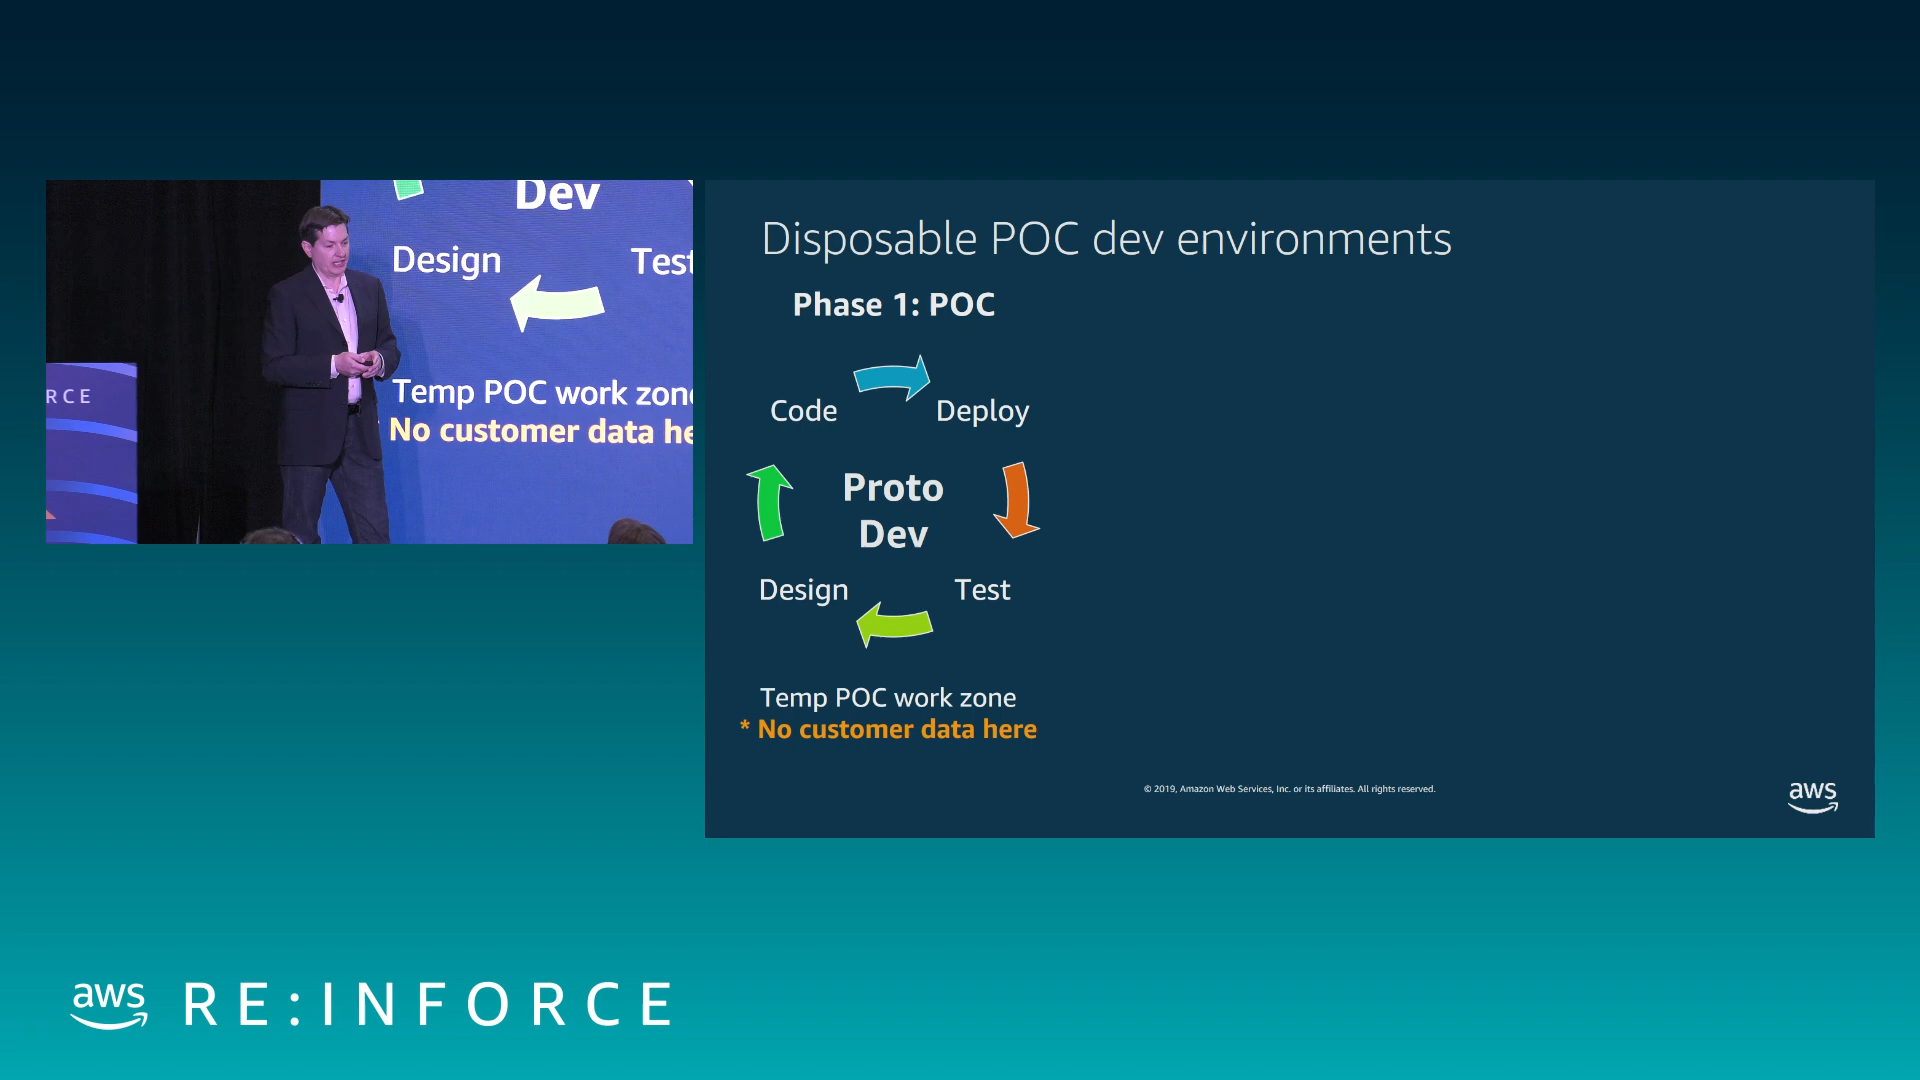 Dev
Design
Test
Temp POC work zone
No customer data he
RCE
Disposable POC dev environments
Phase 1: POC
Code
Deploy
Proto
Dev
Design
Test
Temp POC work zone
* No customer data here
© 2019, Amazon Web Services, Inc. or its affiliates. All rights reserved.
aws
aws RE:INFORCE